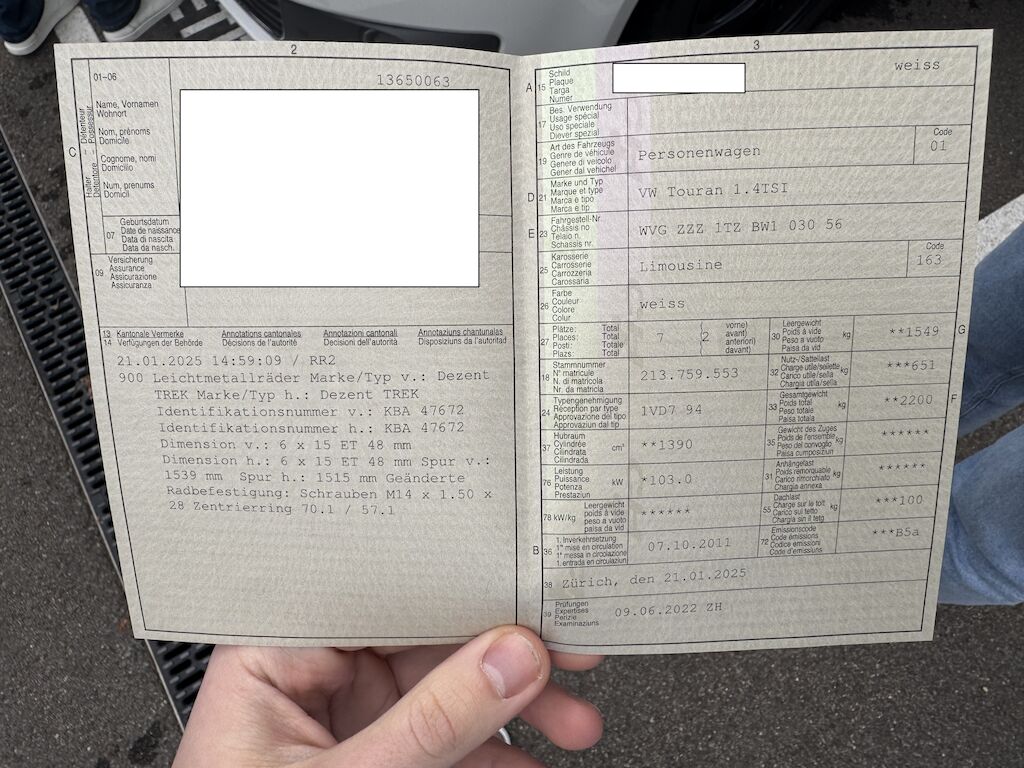 2
01-06
13650063
C
Halter – Détenteur
Detentore – Possessur
Name, Vornamen
Wohnort
Nom, prénoms
Domicile
Cognome, nomi
Domicilio
Num, prenums
Domicil
07
Geburtsdatum
Date de naissance
Data di nascita
Data da nasch.
09
Versicherung
Assurance
Assicurazione
Assicuranza
13
14
Kantonale Vermerke
Verfügungen der Behörde
Annotations cantonales
Décisions de l'autorité
Annotazioni cantonali
Decisioni dell'autorità
Annotaziuns chantunalas
Disposiziuns da l'autoritad
21.01.2025 14:59:09 / RR2
900 Leichtmetallräder Marke/Typ v.: Dezent
TREK Marke/Typ h.: Dezent TREK
Identifikationsnummer v.: KBA 47672
Identifikationsnummer h.: KBA 47672
Dimension v.: 6 x 15 ET 48 mm
Dimension h.: 6 x 15 ET 48 mm Spur v.:
1539 mm Spur h.: 1515 mm Geänderte
Radbefestigung: Schrauben M14 x 1.50 x
28 Zentrierring 70.1 / 57.1
3
A
15
Schild
Plaque
Targa
Numer
weiss
17
Bes. Verwendung
Usage spécial
Uso speciale
Diever spezial
19
Art des Fahrzeugs
Genre de véhicule
Genere di veicolo
Gener dal vehichel
Personenwagen
Code
01
D
21
Marke und Typ
Marque et type
Marca e tipo
Marca e tip
VW Touran 1.4TSI
E
23
Fahrgestell-Nr.
Châssis no
Telaio n.
Schassis nr.
WVG ZZZ 1TZ BW1 030 56
25
Karosserie
Carrosserie
Carrozzeria
Carossaria
Limousine
Code
163
26
Farbe
Couleur
Colore
Colur
weiss
27
Plätze: Total
Places: Total
Posti: Totale
Plazs: Total
7
(2
vorne)
avant)
anteriori)
davant)
30
Leergewicht
Poids à vide
Peso a vuoto
Paisa da vid
kg
**1549
G
18
Stammnummer
N° matricule
N. di matricola
Nr. da matricla
213.759.553
32
Nutz-/Sattellast
Charge utile/sellette
Carico utile/sella
Chargia utila/sella
kg
***651
24
Typengenehmigung
Réception par type
Approvazione del tipo
Approvaziun dal tip
1VD7 94
33
Gesamtgewicht
Poids total
Peso totale
Paisa totala
kg
**2200
F
37
Hubraum
Cylindrée
Cilindrata
Cilindrada
cm³
**1390
35
Gewicht des Zuges
Poids de l'ensemble
Peso del convoglio
Paisa cumposiziun
kg
******
76
Leistung
Puissance
Potenza
Prestaziun
kW
*103.0
31
Anhängelast
Poids remorquable
Carico rimorchiato
Chargia annexa
kg
******
78 kW/kg
Leergewicht
poids à vide
peso a vuoto
paisa da vid
******
55
Dachlast
Charge sur le toit
Carico sul tetto
Chargia sin il tetg
kg
***100
B
36
1. Inverkehrsetzung
1re mise en circulation
1a messa in circolazione
1. entrada en circulaziun
07.10.2011
72
Emissionscode
Code émissions
Codice emissioni
Code d'emissiuns
***B5a
38
Zürich, den 21.01.2025
39
Prüfungen
Expertises
Perizie
Examinaziuns
09.06.2022 ZH